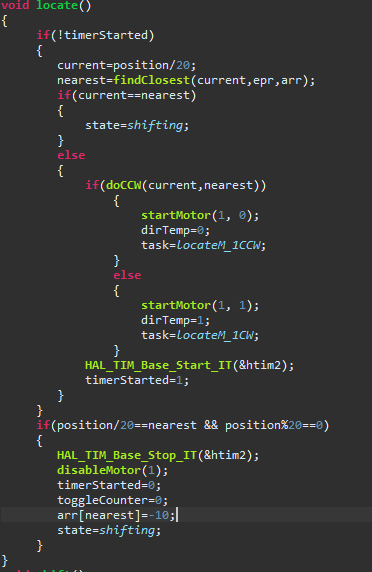 void locate()
{
if(!timerStarted)
{
current=position/20;
nearest=findClosest(current,epr,arr);
if(current==nearest)
{
state=shifting;
}
else
{
if(doCCW(current,nearest))
{
startMotor(1, 0);
dirTemp=0;
task=locateM_1CCW;
}
else
{
startMotor(1, 1);
dirTemp=1;
task=locateM_1CW;
}
HAL_TIM_Base_Start_IT(&htim2);
timerStarted=1;
}
}
if(position/20==nearest && position%20==0)
{
HAL_TIM_Base_Stop_IT(&htim2);
disableMotor(1);
timerStarted=0;
toggleCounter=0;
arr[nearest]=-10;
state=shifting;
}
}